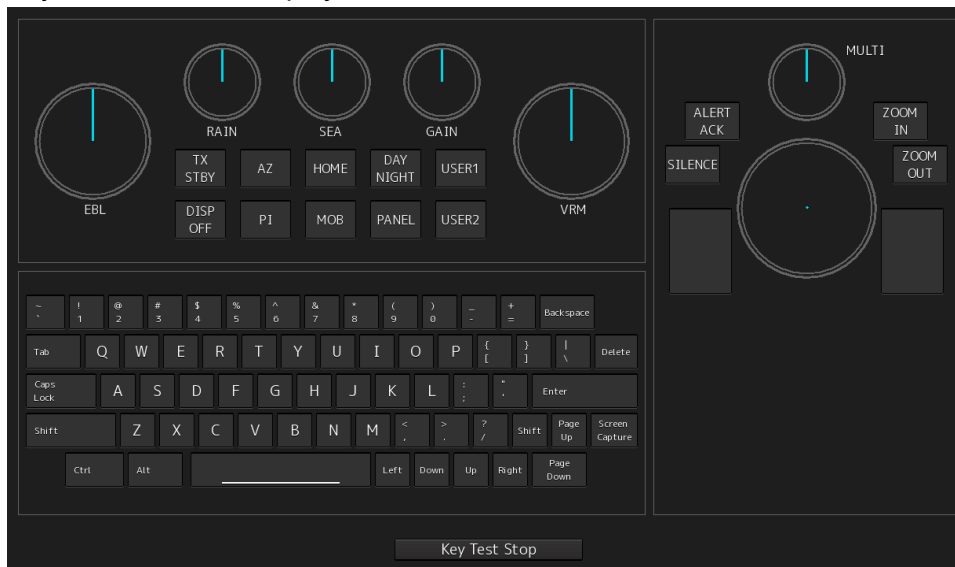 MULTI
RAIN
SEA
GAIN
EBL
VRM
TX
STBY
AZ
HOME
DAY
NIGHT
USER1
DISP
OFF
PI
MOB
PANEL
USER2
ALERT
ACK
SILENCE
ZOOM
IN
ZOOM
OUT
~ ! @ # $ % ^ & * ( ) _ +
` 1 2 3 4 5 6 7 8 9 0 - = Backspace
Tab Q W E R T Y U I O P { [ } ] | \ Delete
Caps
Lock
A S D F G H J K L : ; " ' Enter
Shift Z X C V B N M < , > . ? / Shift
Page
Up
Screen
Capture
Ctrl Alt Left Down Up Right
Page
Down
Key Test Stop